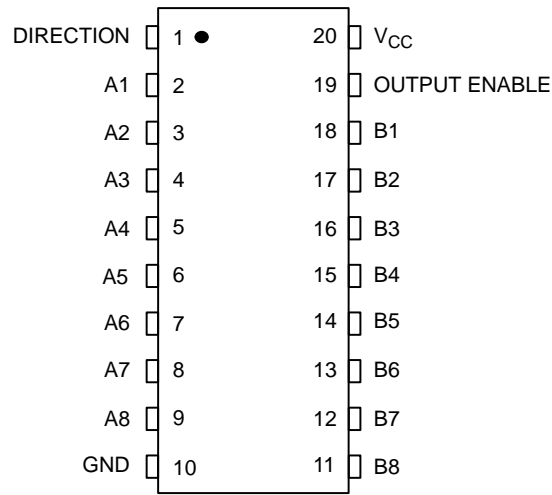 DIRECTION 1 20 V_CC
A1 2 19 OUTPUT ENABLE
A2 3 18 B1
A3 4 17 B2
A4 5 16 B3
A5 6 15 B4
A6 7 14 B5
A7 8 13 B6
A8 9 12 B7
GND 10 11 B8